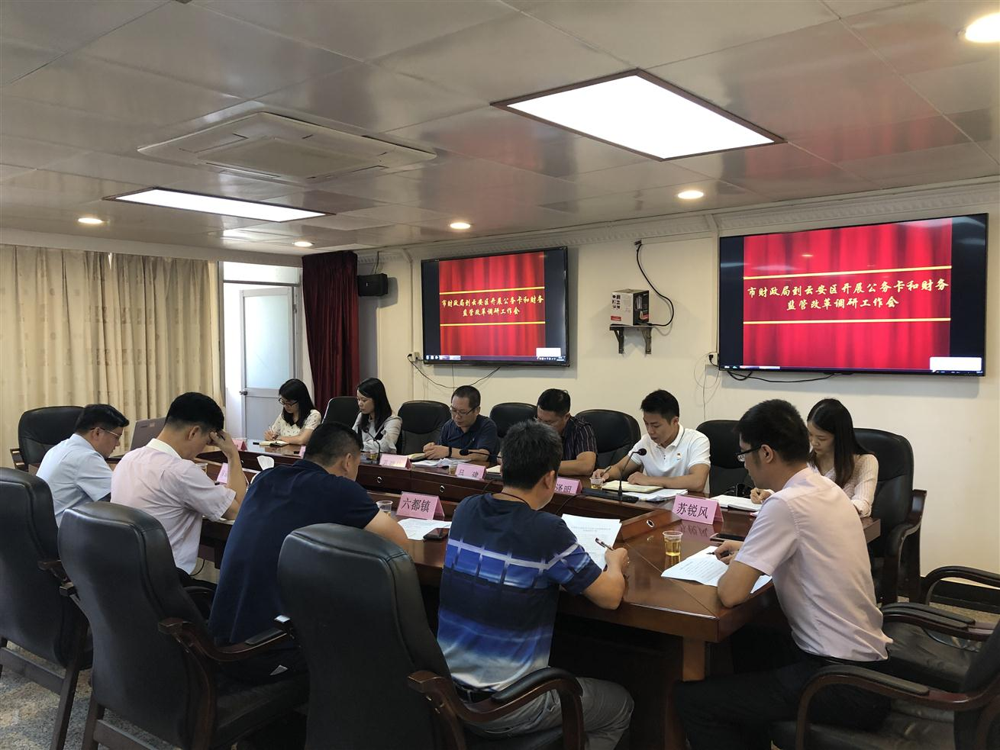 市财政局到云安区开展公务卡和财务
监管改革调研工作会
市财政局到云安区开展公务卡和财务
监管改革调研工作会
吕 建
泽明
六都镇
苏锐风